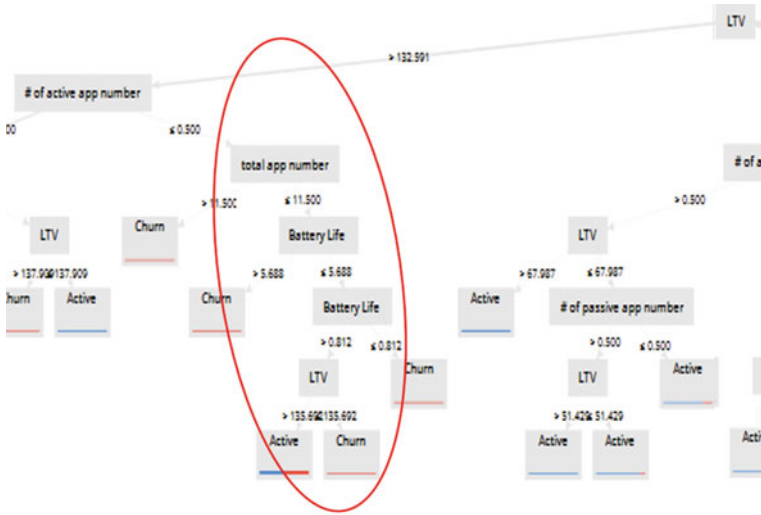 LTV
> 132.591
# of active app number
00
≤ 0.500
total app number
# of a
> 11.500
≤ 11.500
> 0.500
LTV
Churn
Battery Life
LTV
> 137.909
≤ 137.909
> 5.688
≤ 5.688
> 67.987
≤ 67.987
Churn
Active
Churn
Battery Life
Active
# of passive app number
> 0.812
≤ 0.812
> 0.500
≤ 0.500
LTV
Churn
LTV
Active
> 135.692
≤ 135.692
> 51.429
≤ 51.429
Active
Churn
Active
Active
Acti